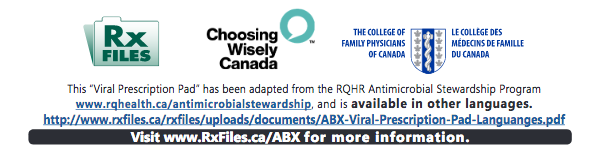 Rx
FILES
Choosing
Wisely
Canada
TM
THE COLLEGE OF
FAMILY PHYSICIANS
OF CANADA
LE COLLÈGE DES
MÉDECINS DE FAMILLE
DU CANADA
This “Viral Prescription Pad” has been adapted from the RQHR Antimicrobial Stewardship Program
www.rqhealth.ca/antimicrobialstewardship, and is available in other languages.
http://www.rxfiles.ca/rxfiles/uploads/documents/ABX-Viral-Prescription-Pad-Languanges.pdf
Visit www.RxFiles.ca/ABX for more information.